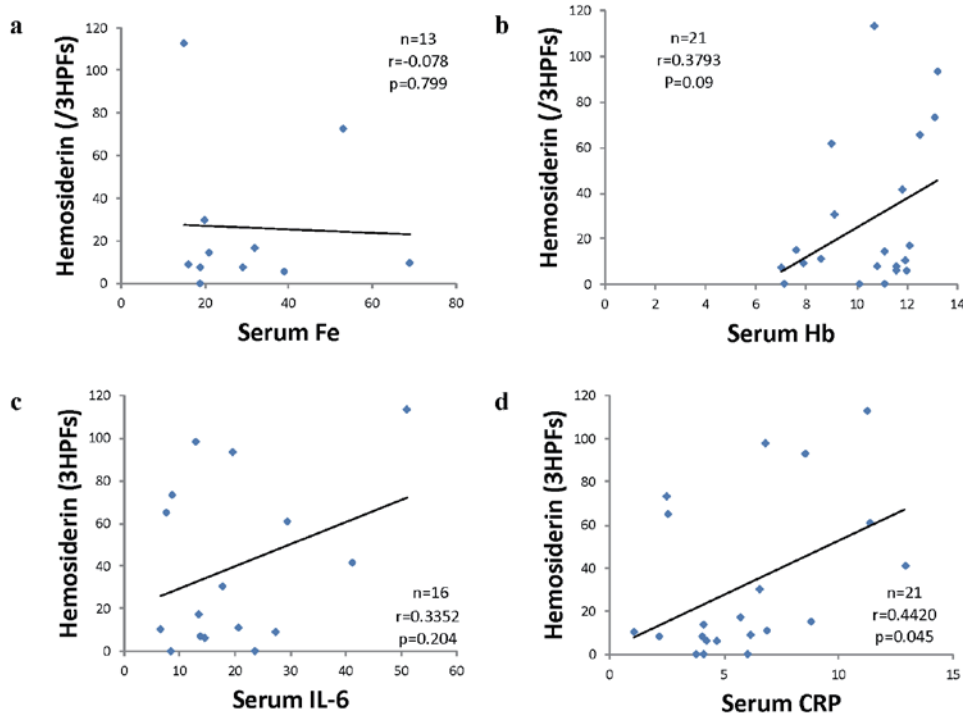 a
n=13
r=-0.078
p=0.799
Hemosiderin (/3HPFs)
120
100
80
60
40
20
0
0 20 40 60 80
Serum Fe
b
n=21
r=0.3793
P=0.09
Hemosiderin (/3HPFs)
120
100
80
60
40
20
0
0 2 4 6 8 10 12 14
Serum Hb
c
Hemosiderin (3HPFs)
120
100
80
60
40
20
0
n=16
r=0.3352
p=0.204
0 10 20 30 40 50 60
Serum IL-6
d
Hemosiderin (3HPFs)
120
100
80
60
40
20
0
n=21
r=0.4420
p=0.045
0 5 10 15
Serum CRP